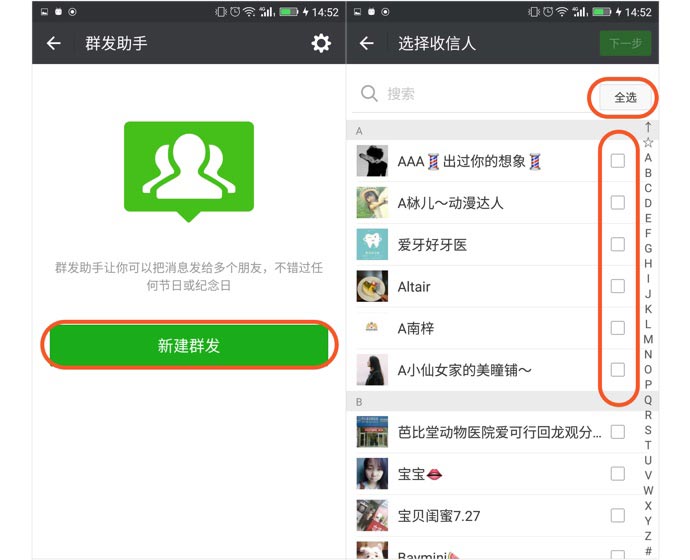 14:52
群发助手
群发助手让你可以把消息发给多个朋友，不错过任
何节日或纪念日
新建群发
14:52
选择收信人
下一步
搜索
全选
A
AAA💈出过你的想象💈
A秫儿～动漫达人
爱牙好牙医
Altair
A南梓
A小仙女家的美瞳铺～
B
芭比堂动物医院爱可行回龙观分...
宝宝👄
宝贝闺蜜7.27
Baymini🍉
↑
☆
A
B
C
D
E
F
G
H
I
J
K
L
M
N
O
P
Q
R
S
T
U
V
W
X
Y
Z
#